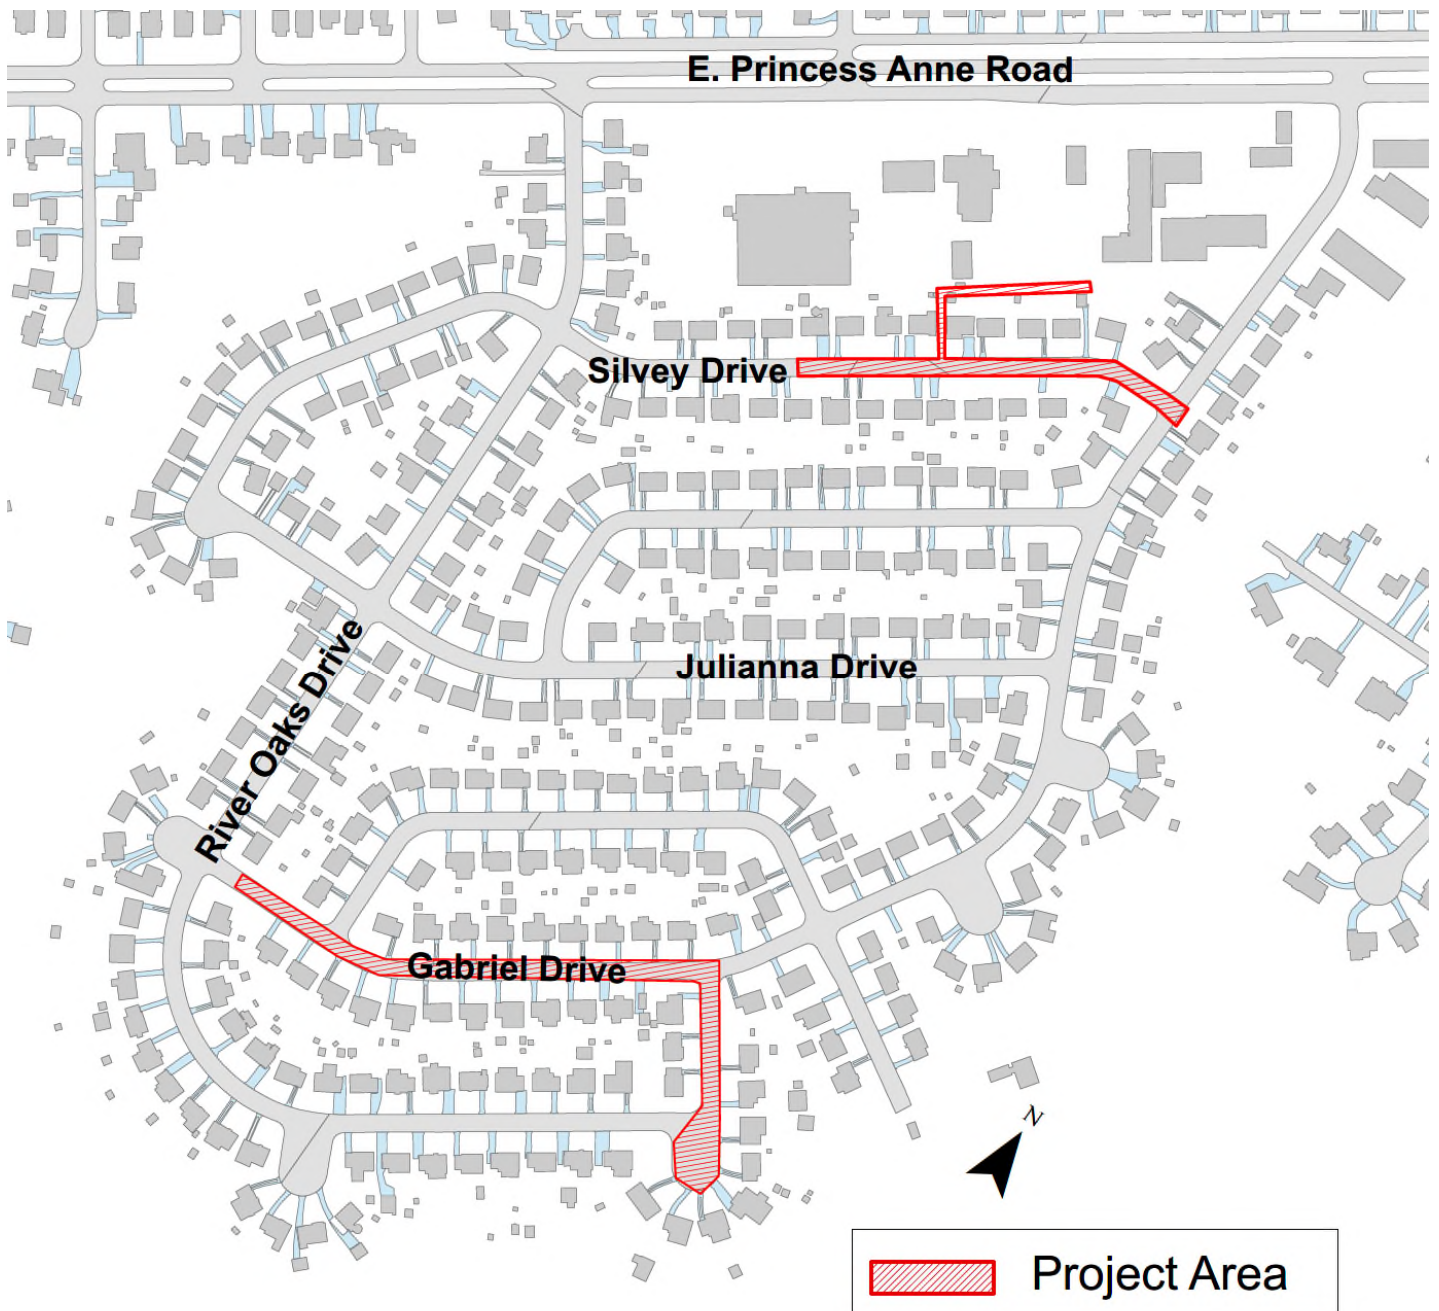 E. Princess Anne Road
Silvey Drive
River Oaks Drive
Julianna Drive
Gabriel Drive
N
Project Area